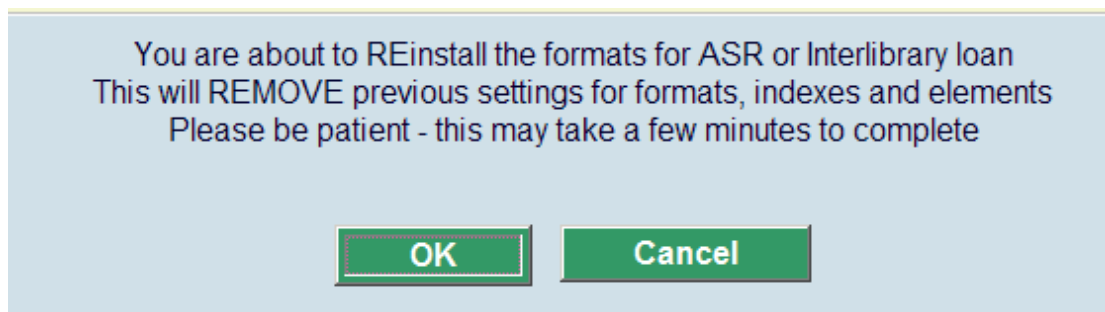 You are about to REinstall the formats for ASR or Interlibrary loan
This will REMOVE previous settings for formats, indexes and elements
Please be patient - this may take a few minutes to complete
OK Cancel